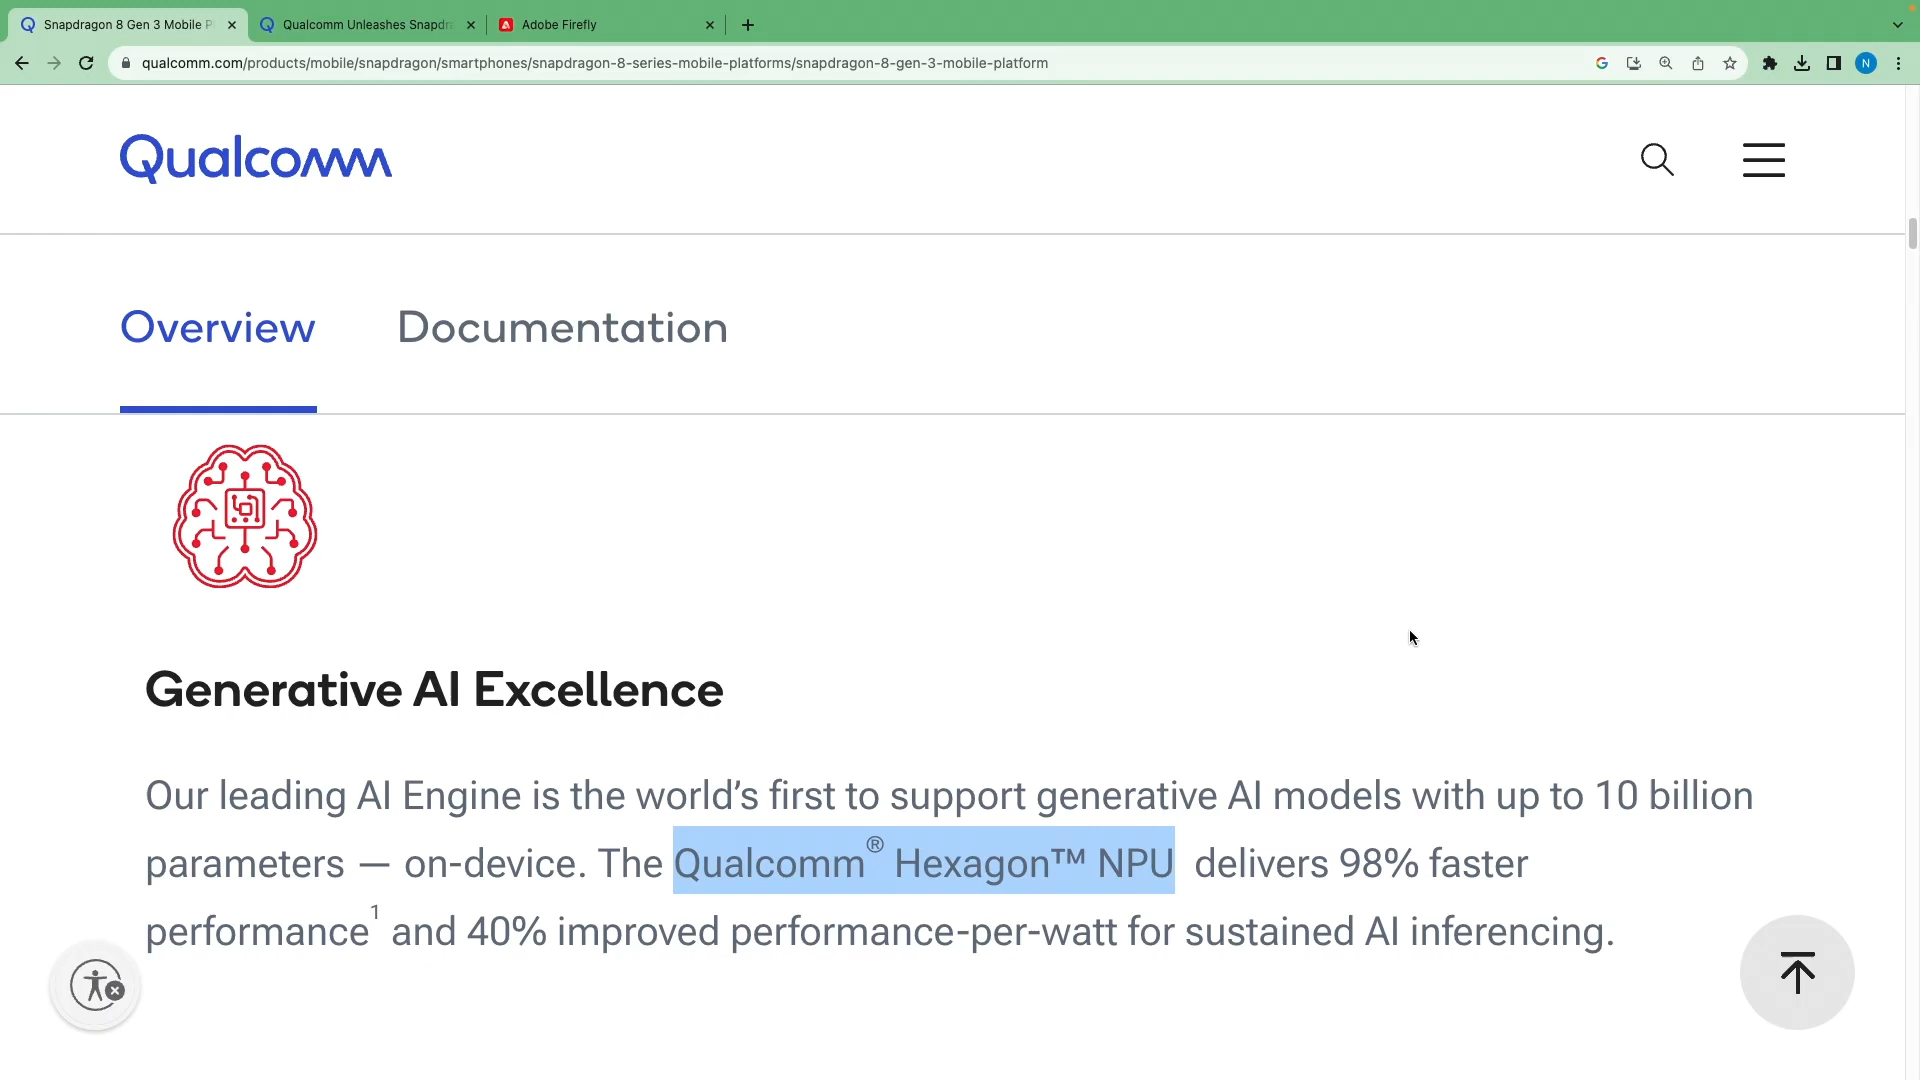 Snapdragon 8 Gen 3 Mobile P
Qualcomm Unleashes Snapdra
Adobe Firefly
qualcomm.com/products/mobile/snapdragon/smartphones/snapdragon-8-series-mobile-platforms/snapdragon-8-gen-3-mobile-platform
N
Qualcomm
Overview
Documentation
Generative AI Excellence
Our leading AI Engine is the world’s first to support generative AI models with up to 10 billion
parameters — on-device. The Qualcomm® Hexagon™ NPU delivers 98% faster
performance¹ and 40% improved performance-per-watt for sustained AI inferencing.